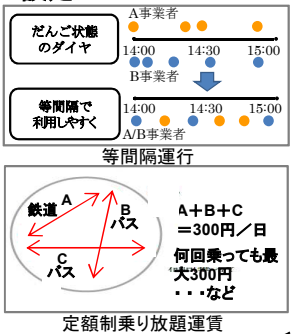 だんご状態
のダイヤ
A事業者
14:00 14:30 15:00
B事業者
等間隔で
利用しやすく
14:00 14:30 15:00
A/B事業者
等間隔運行
鉄道
A
B
バス
C
バス
A＋B＋C
＝300円／日
何回乗っても最
大300円
・・・など
定額制乗り放題運賃